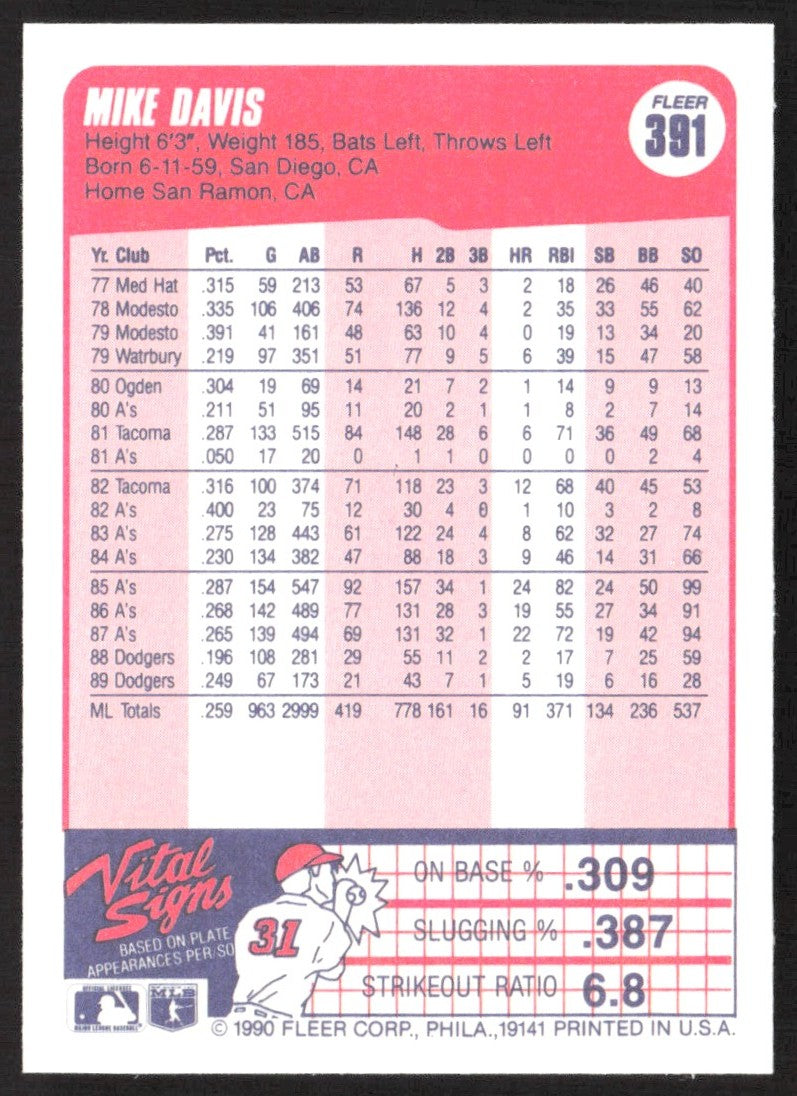 MIKE DAVIS
FLEER
391
Height 6'3", Weight 185, Bats Left, Throws Left
Born 6-11-59, San Diego, CA
Home San Ramon, CA
Yr. Club Pct. G AB R H 2B 3B HR RBI SB BB SO
77 Med Hat .315 59 213 53 67 5 3 2 18 26 46 40
78 Modesto .335 106 406 74 136 12 4 2 35 33 55 62
79 Modesto .391 41 161 48 63 10 4 0 19 13 34 20
79 Watrbury .219 97 351 51 77 9 5 6 39 15 47 58
80 Ogden .304 19 69 14 21 7 2 1 14 9 9 13
80 A's .211 51 95 11 20 2 1 1 8 2 7 14
81 Tacoma .287 133 515 84 148 28 6 6 71 36 49 68
81 A's .050 17 20 0 1 1 0 0 0 0 2 4
82 Tacoma .316 100 374 71 118 23 3 12 68 40 45 53
82 A's .400 23 75 12 30 4 0 1 10 3 2 8
83 A's .275 128 443 61 122 24 4 8 62 32 27 74
84 A's .230 134 382 47 88 18 3 9 46 14 31 66
85 A's .287 154 547 92 157 34 1 24 82 24 50 99
86 A's .268 142 489 77 131 28 3 19 55 27 34 91
87 A's .265 139 494 69 131 32 1 22 72 19 42 94
88 Dodgers .196 108 281 29 55 11 2 2 17 7 25 59
89 Dodgers .249 67 173 21 43 7 1 5 19 6 16 28
ML Totals .259 963 2999 419 778 161 16 91 371 134 236 537
Vital
Signs
BASED ON PLATE
APPEARANCES PER/SO
31
ON BASE % .309
SLUGGING % .387
STRIKEOUT RATIO 6.8
OFFICIAL LICENSEE
MAJOR LEAGUE BASEBALL
MLB
© 1990 FLEER CORP., PHILA., 19141 PRINTED IN U.S.A.